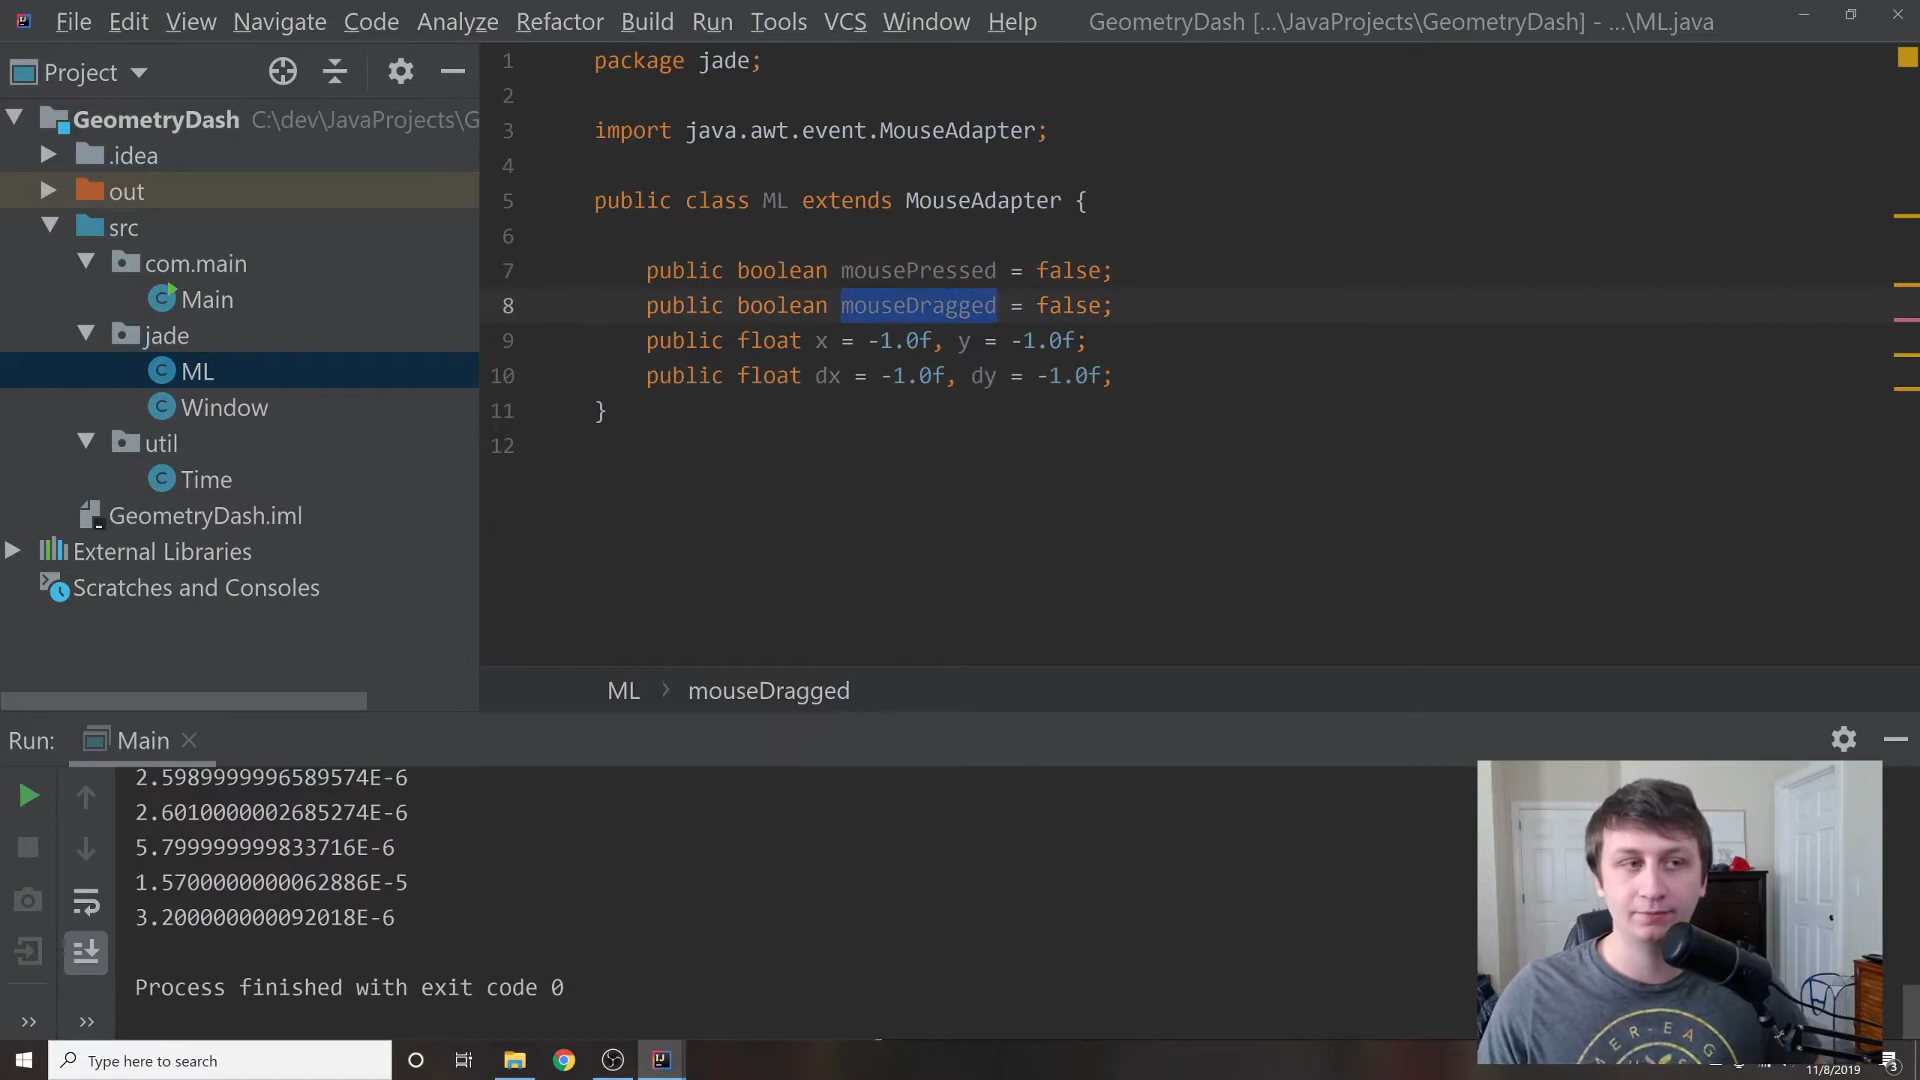 File Edit View Navigate Code Analyze Refactor Build Run Tools VCS Window Help GeometryDash [...\JavaProjects\GeometryDash] - ...\ML.java
Project
GeometryDash C:\dev\JavaProjects\G
.idea
out
src
com.main
Main
jade
ML
Window
util
Time
GeometryDash.iml
External Libraries
Scratches and Consoles
1 package jade;
2
3 import java.awt.event.MouseAdapter;
4
5 public class ML extends MouseAdapter {
6
7 public boolean mousePressed = false;
8 public boolean mouseDragged = false;
9 public float x = -1.0f, y = -1.0f;
10 public float dx = -1.0f, dy = -1.0f;
11 }
12
ML › mouseDragged
Run: Main
2.5989999996589574E-6
2.6010000002685274E-6
5.799999999833716E-6
1.5700000000062886E-5
3.200000000092018E-6
Process finished with exit code 0
Type here to search
11/8/2019
3